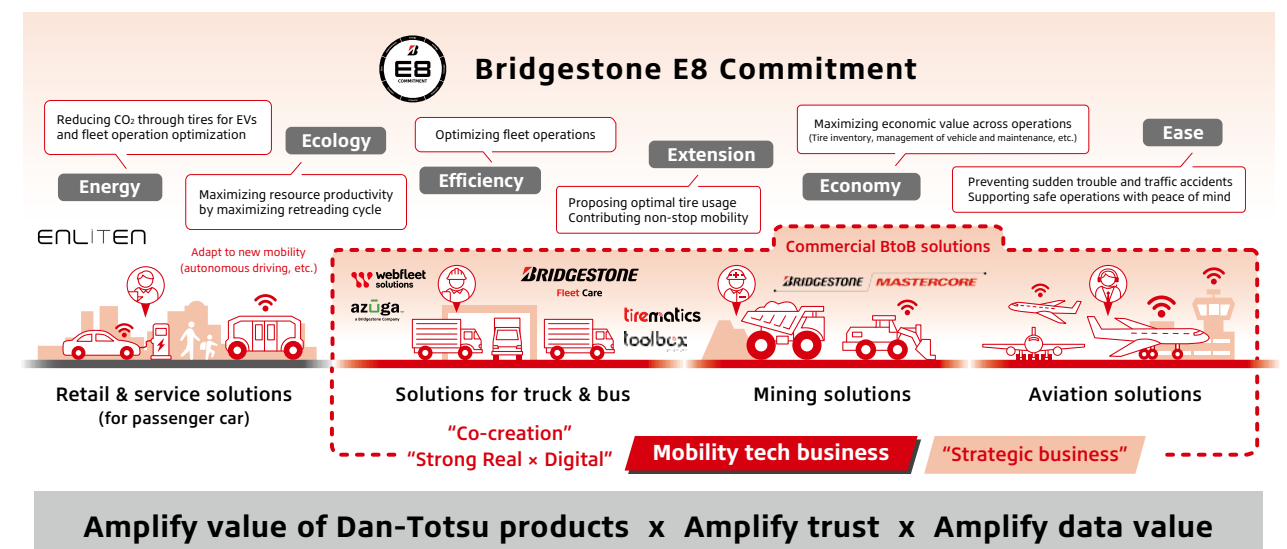 E8
COMMITMENT
Bridgestone E8 Commitment
Reducing CO₂ through tires for EVs
and fleet operation optimization
Energy
Ecology
Maximizing resource productivity
by maximizing retreading cycle
Optimizing fleet operations
Efficiency
Extension
Proposing optimal tire usage
Contributing non-stop mobility
Maximizing economic value across operations
(Tire inventory, management of vehicle and maintenance, etc.)
Economy
Ease
Preventing sudden trouble and traffic accidents
Supporting safe operations with peace of mind
ENLITEN
Adapt to new mobility
(autonomous driving, etc.)
Commercial BtoB solutions
webfleet
solutions
azūga
a Bridgestone Company
BRIDGESTONE
Fleet Care
tirematics
toolbox
BRIDGESTONE MASTERCORE
Retail & service solutions
(for passenger car)
Solutions for truck & bus
Mining solutions
Aviation solutions
“Co-creation”
“Strong Real × Digital”
Mobility tech business
“Strategic business”
Amplify value of Dan-Totsu products x Amplify trust x Amplify data value